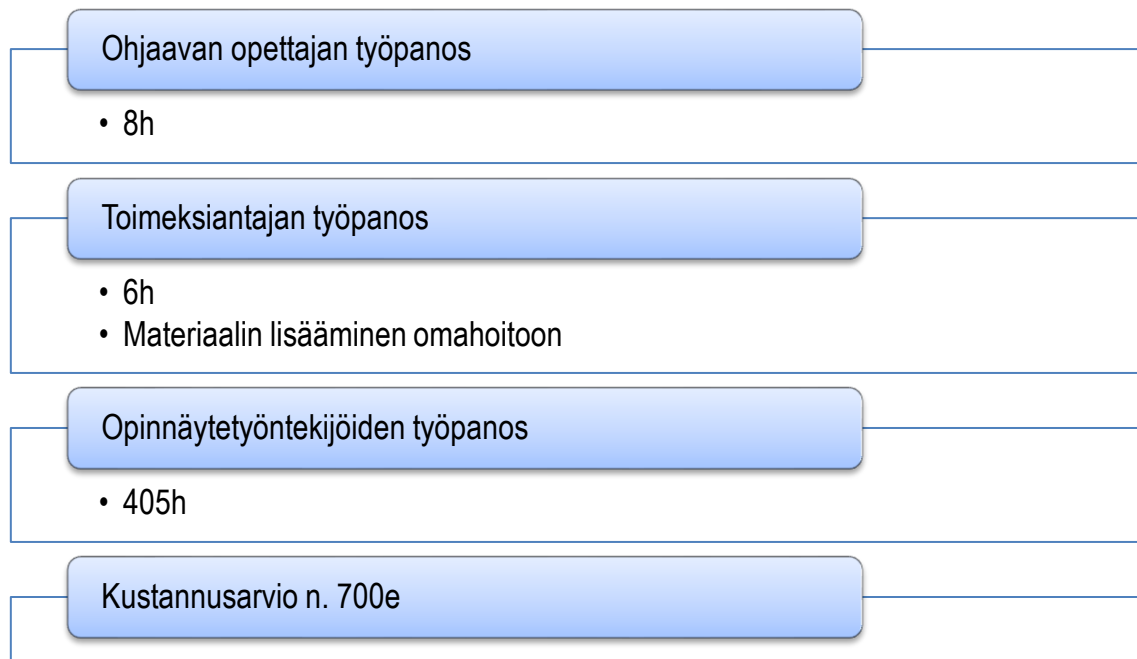 Ohjaavan opettajan työpanos
• 8h
Toimeksiantajan työpanos
• 6h
• Materiaalin lisääminen omahoitoon
Opinnäytetyöntekijöiden työpanos
• 405h
Kustannusarvio n. 700e